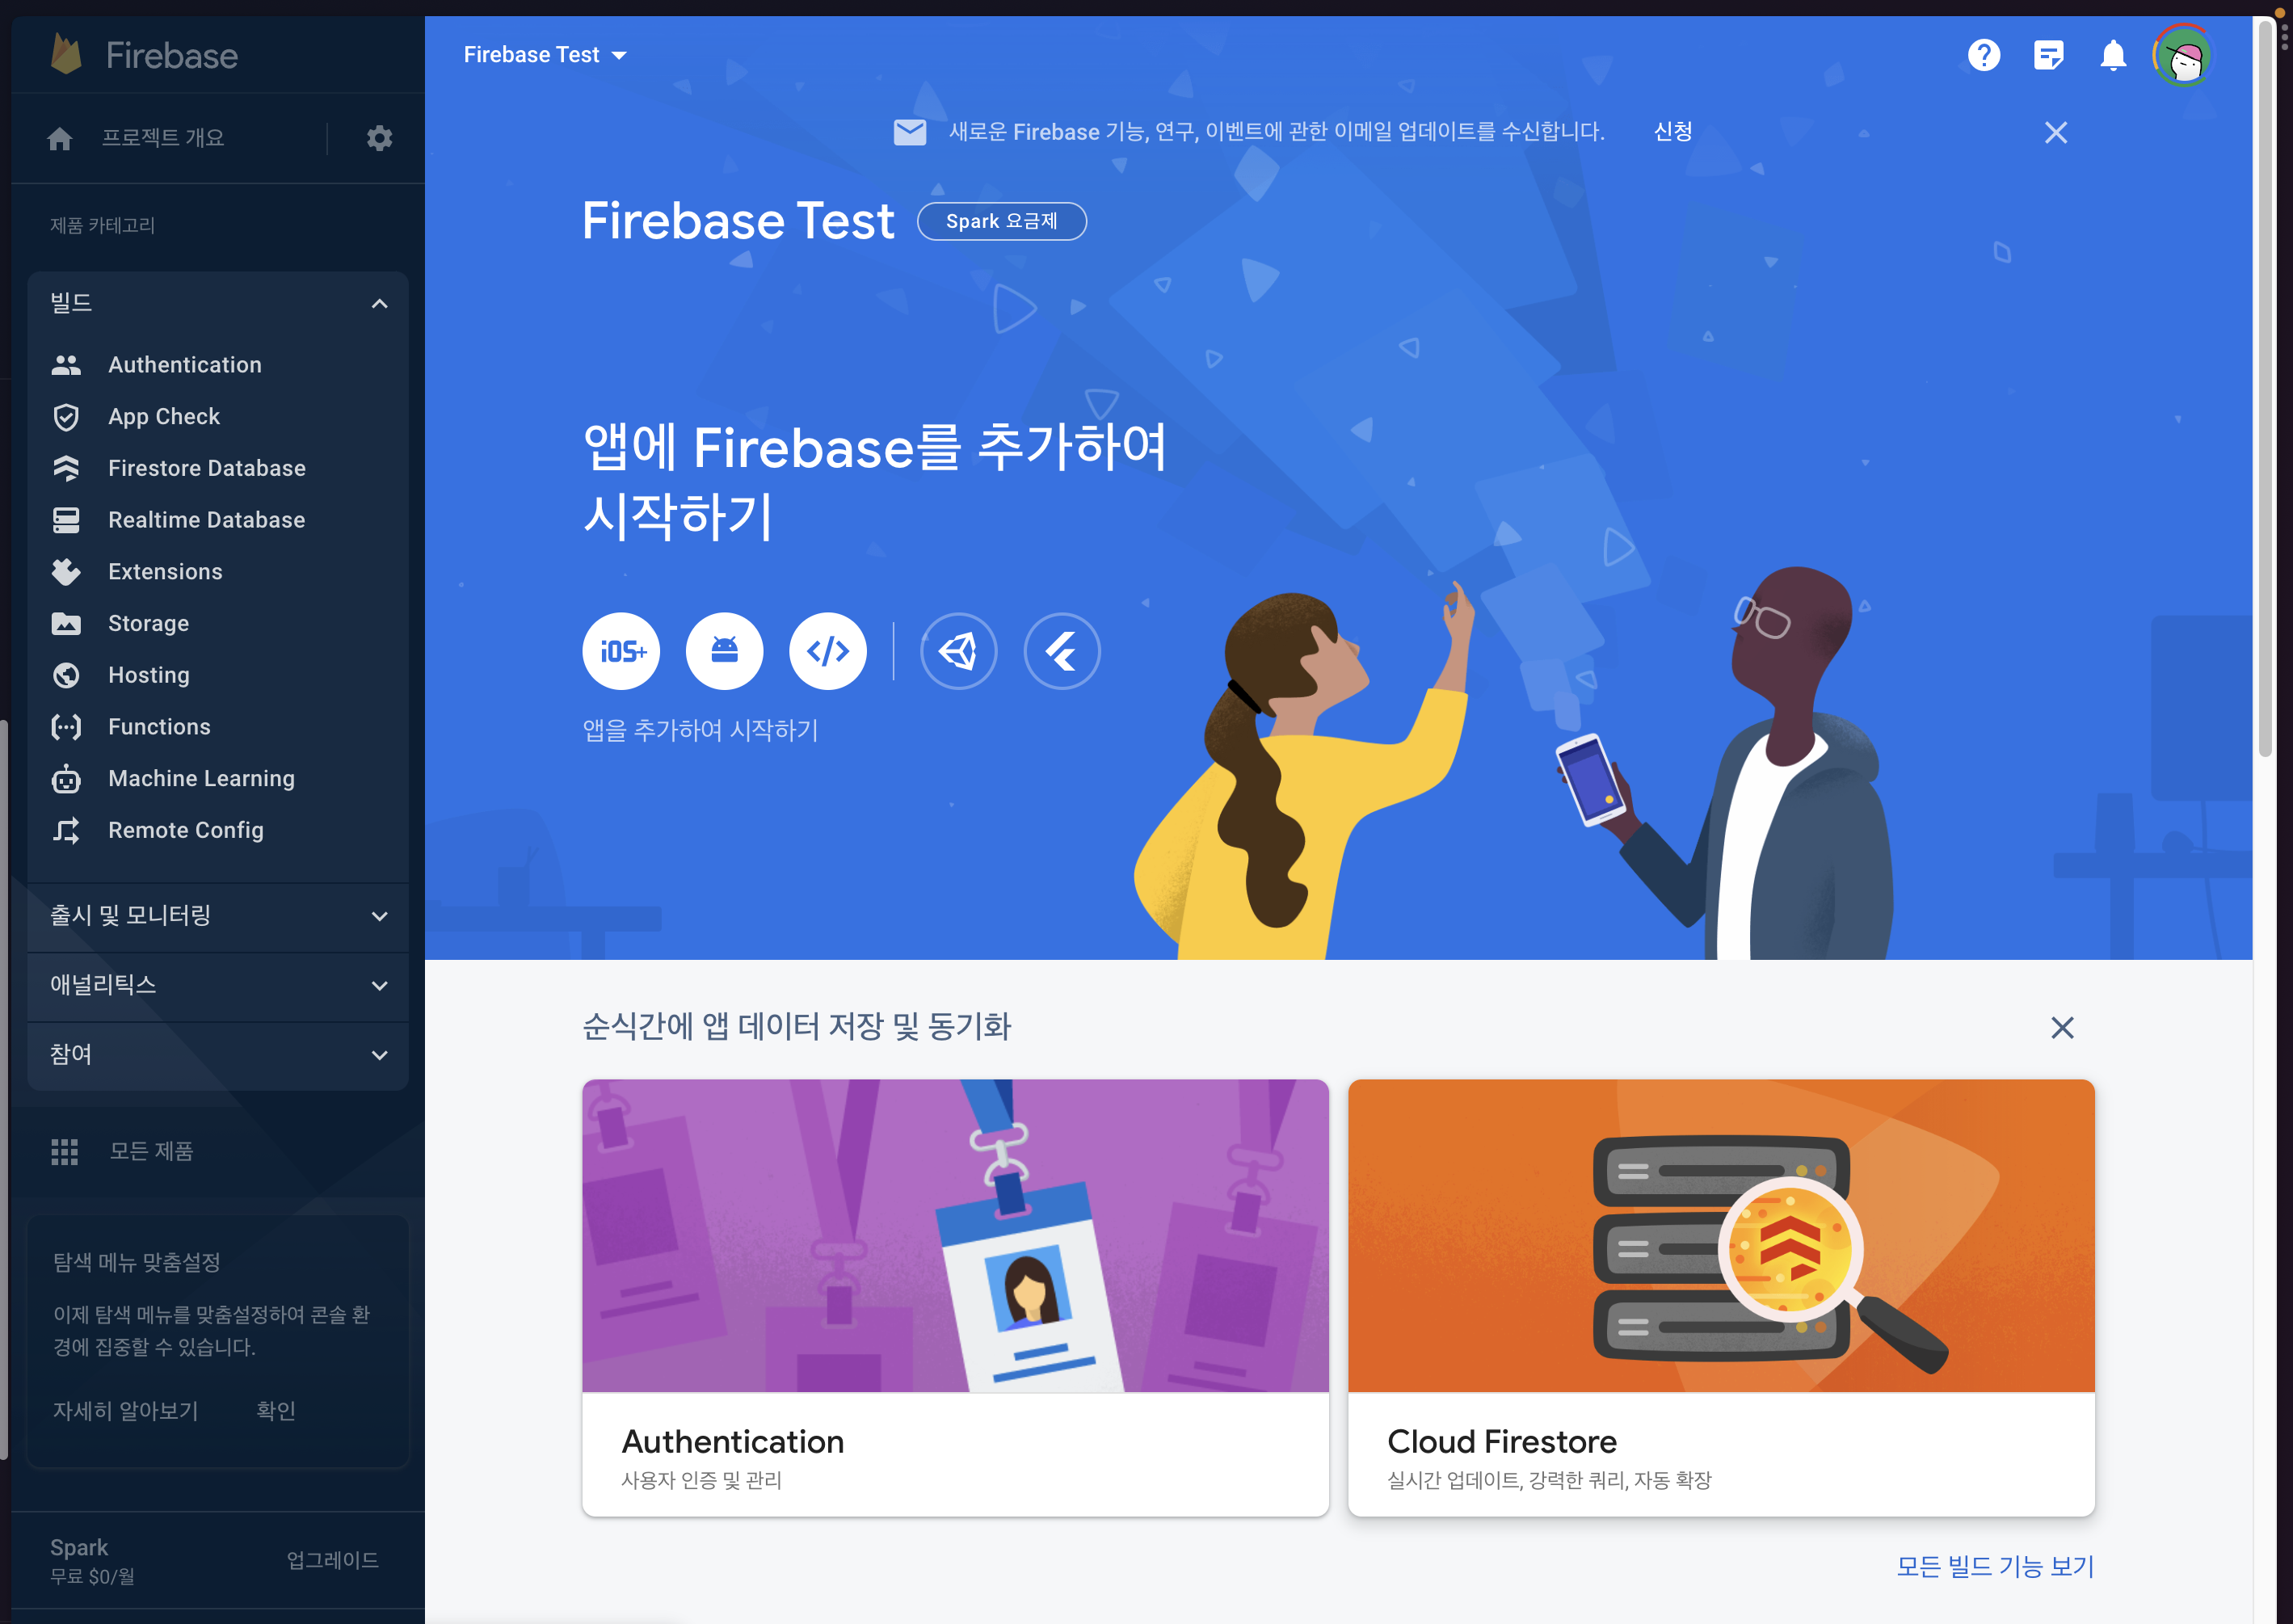 Firebase
프로젝트 개요
제품 카테고리
빌드
Authentication
App Check
Firestore Database
Realtime Database
Extensions
Storage
Hosting
Functions
Machine Learning
Remote Config
출시 및 모니터링
애널리틱스
참여
모든 제품
탐색 메뉴 맞춤설정
이제 탐색 메뉴를 맞춤설정하여 콘솔 환
경에 집중할 수 있습니다.
자세히 알아보기 확인
Spark
무료 $0/월
업그레이드
Firebase Test
새로운 Firebase 기능, 연구, 이벤트에 관한 이메일 업데이트를 수신합니다. 신청
Firebase Test Spark 요금제
앱에 Firebase를 추가하여
시작하기
iOS+
앱을 추가하여 시작하기
순식간에 앱 데이터 저장 및 동기화
Authentication
사용자 인증 및 관리
Cloud Firestore
실시간 업데이트, 강력한 쿼리, 자동 확장
모든 빌드 기능 보기